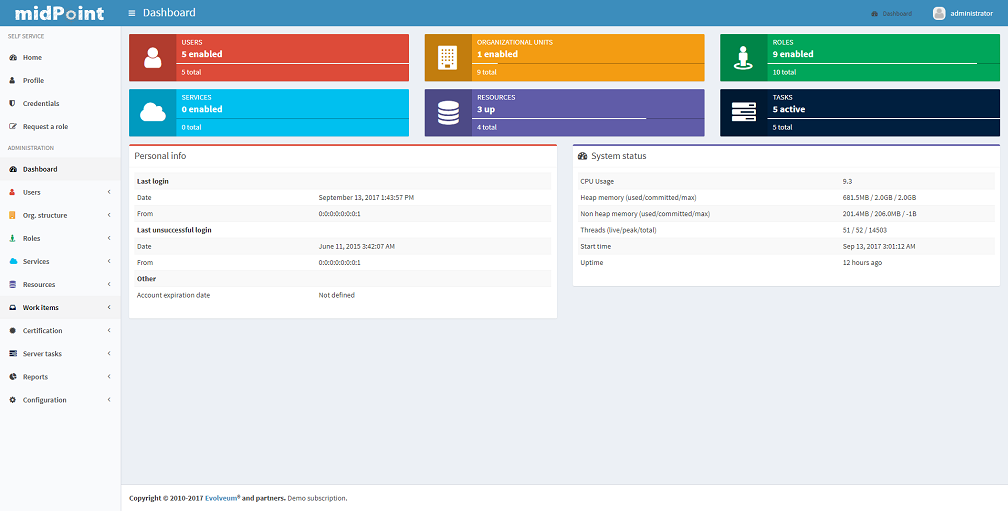 midPoint
Dashboard
Dashboard
administrator
SELF SERVICE
Home
Profile
Credentials
Request a role
ADMINISTRATION
Dashboard
Users
Org. structure
Roles
Services
Resources
Work items
Certification
Server tasks
Reports
Configuration
USERS
5 enabled
5 total
ORGANIZATIONAL UNITS
1 enabled
9 total
ROLES
9 enabled
10 total
SERVICES
0 enabled
0 total
RESOURCES
3 up
4 total
TASKS
5 active
5 total
Personal info
Last login
Date September 13, 2017 1:43:57 PM
From 0:0:0:0:0:0:0:1
Last unsuccessful login
Date June 11, 2015 3:42:07 AM
From 0:0:0:0:0:0:0:1
Other
Account expiration date Not defined
System status
CPU Usage 9.3
Heap memory (used/committed/max) 681.5MB / 2.0GB / 2.0GB
Non heap memory (used/committed/max) 201.4MB / 206.0MB / -1B
Threads (live/peak/total) 51 / 52 / 14503
Start time Sep 13, 2017 3:01:12 AM
Uptime 12 hours ago
Copyright © 2010-2017 Evolveum® and partners. Demo subscription.